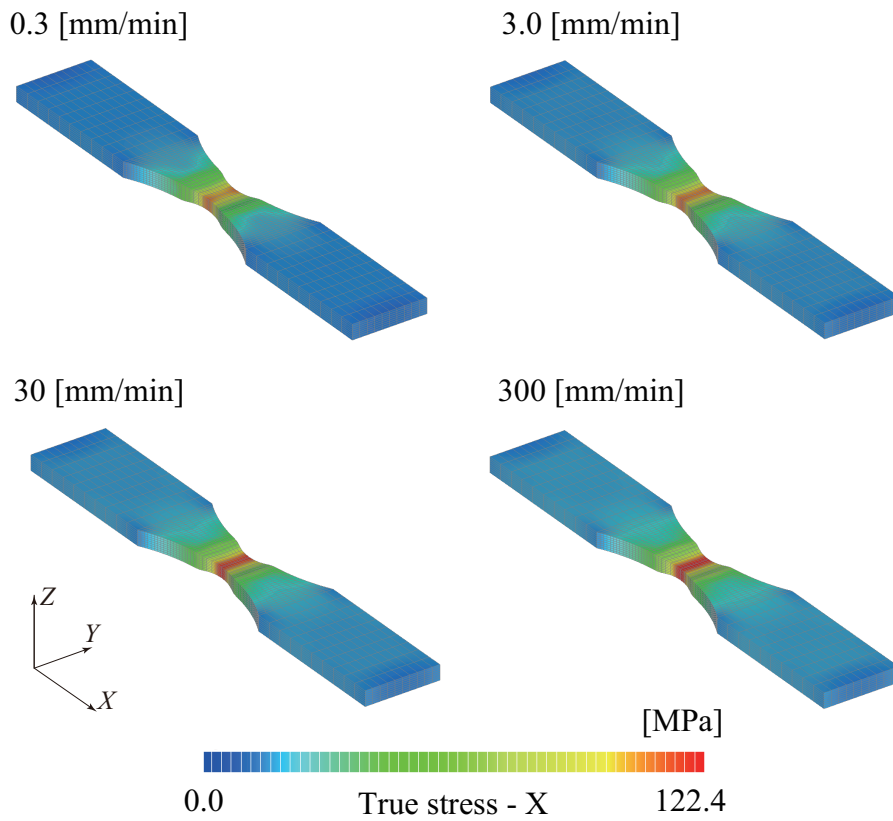 0.3 [mm/min]
3.0 [mm/min]
30 [mm/min]
300 [mm/min]
Z
Y
X
[MPa]
0.0 True stress - X 122.4